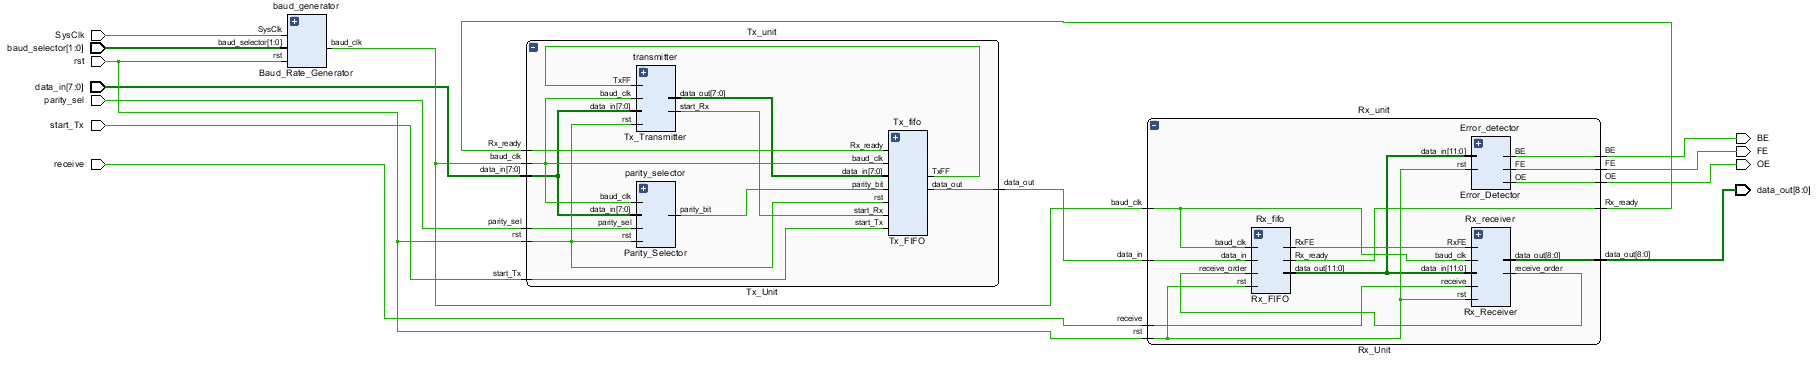 baud_generator
SysClk
baud_selector[1:0]
rst
SysClk
baud_selector[1:0]
rst
baud_clk
Baud_Rate_Generator
data_in[7:0]
parity_sel
start_Tx
receive
Tx_unit
transmitter
TxFF
baud_clk
data_in[7:0]
rst
data_out[7:0]
start_Rx
Tx_Transmitter
Rx_ready
baud_clk
data_in[7:0]
parity_sel
rst
start_Tx
parity_selector
baud_clk
data_in[7:0]
parity_sel
rst
parity_bit
Parity_Selector
Tx_fifo
Rx_ready
baud_clk
data_in[7:0]
parity_bit
rst
start_Rx
start_Tx
TxFF
data_out
Tx_FIFO
data_out
Tx_Unit
Rx_unit
baud_clk
data_in
receive
rst
Error_detector
data_in[11:0]
rst
BE
FE
OE
Error_Detector
Rx_fifo
baud_clk
data_in
receive_order
rst
RxFE
Rx_ready
data_out[11:0]
Rx_FIFO
Rx_receiver
RxFE
baud_clk
data_in[11:0]
receive
rst
data_out[8:0]
receive_order
Rx_Receiver
BE
FE
OE
Rx_ready
data_out[8:0]
Rx_Unit
BE
FE
OE
data_out[8:0]